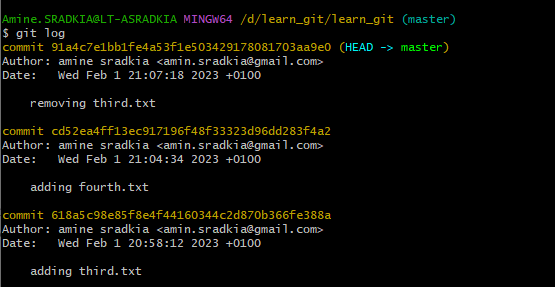 Amine.SRADKIA@LT-ASRADKIA MINGW64 /d/learn_git/learn_git (master)
$ git log
commit 91a4c7e1bb1fe4a53f1e503429178081703aa9e0 (HEAD -> master)
Author: amine sradkia <amin.sradkia@gmail.com>
Date:   Wed Feb 1 21:07:18 2023 +0100
    removing third.txt
commit cd52ea4ff13ec917196f48f33323d96dd283f4a2
Author: amine sradkia <amin.sradkia@gmail.com>
Date:   Wed Feb 1 21:04:34 2023 +0100
    adding fourth.txt
commit 618a5c98e85f8e4f44160344c2d870b366fe388a
Author: amine sradkia <amin.sradkia@gmail.com>
Date:   Wed Feb 1 20:58:12 2023 +0100
    adding third.txt